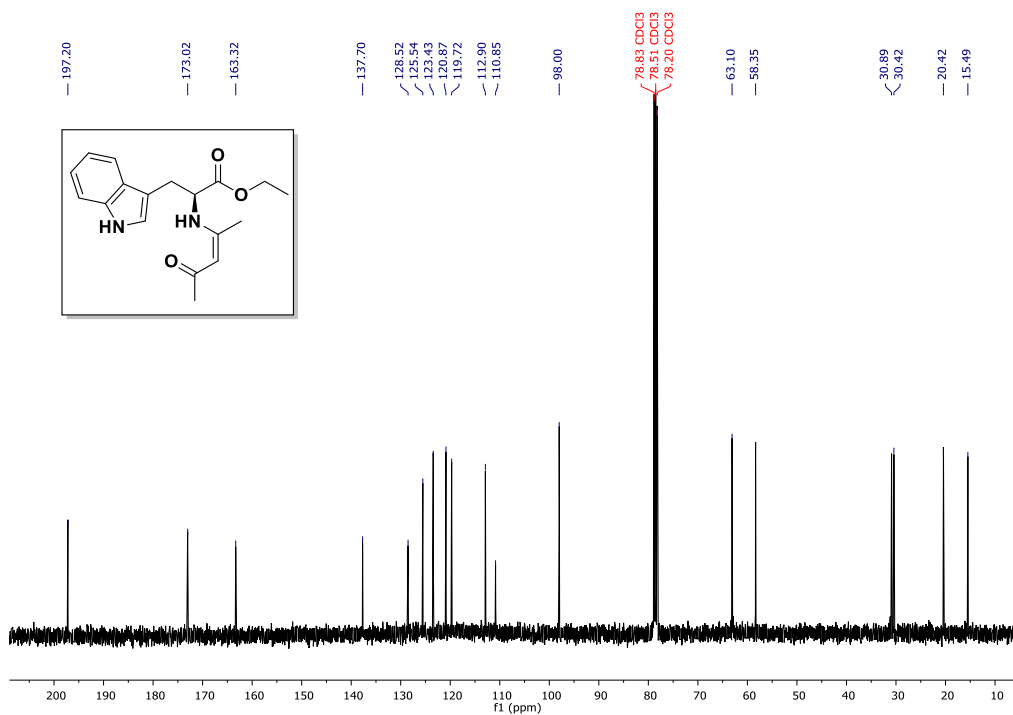 197.20
173.02
163.32
137.70
128.52
125.54
123.43
120.87
119.72
112.90
110.85
98.00
78.83 CDCl3
78.51 CDCl3
78.20 CDCl3
63.10
58.35
30.89
30.42
20.42
15.49
O
O
HN
HN
O
200 190 180 170 160 150 140 130 120 110 100 90 80 70 60 50 40 30 20 10
f1 (ppm)